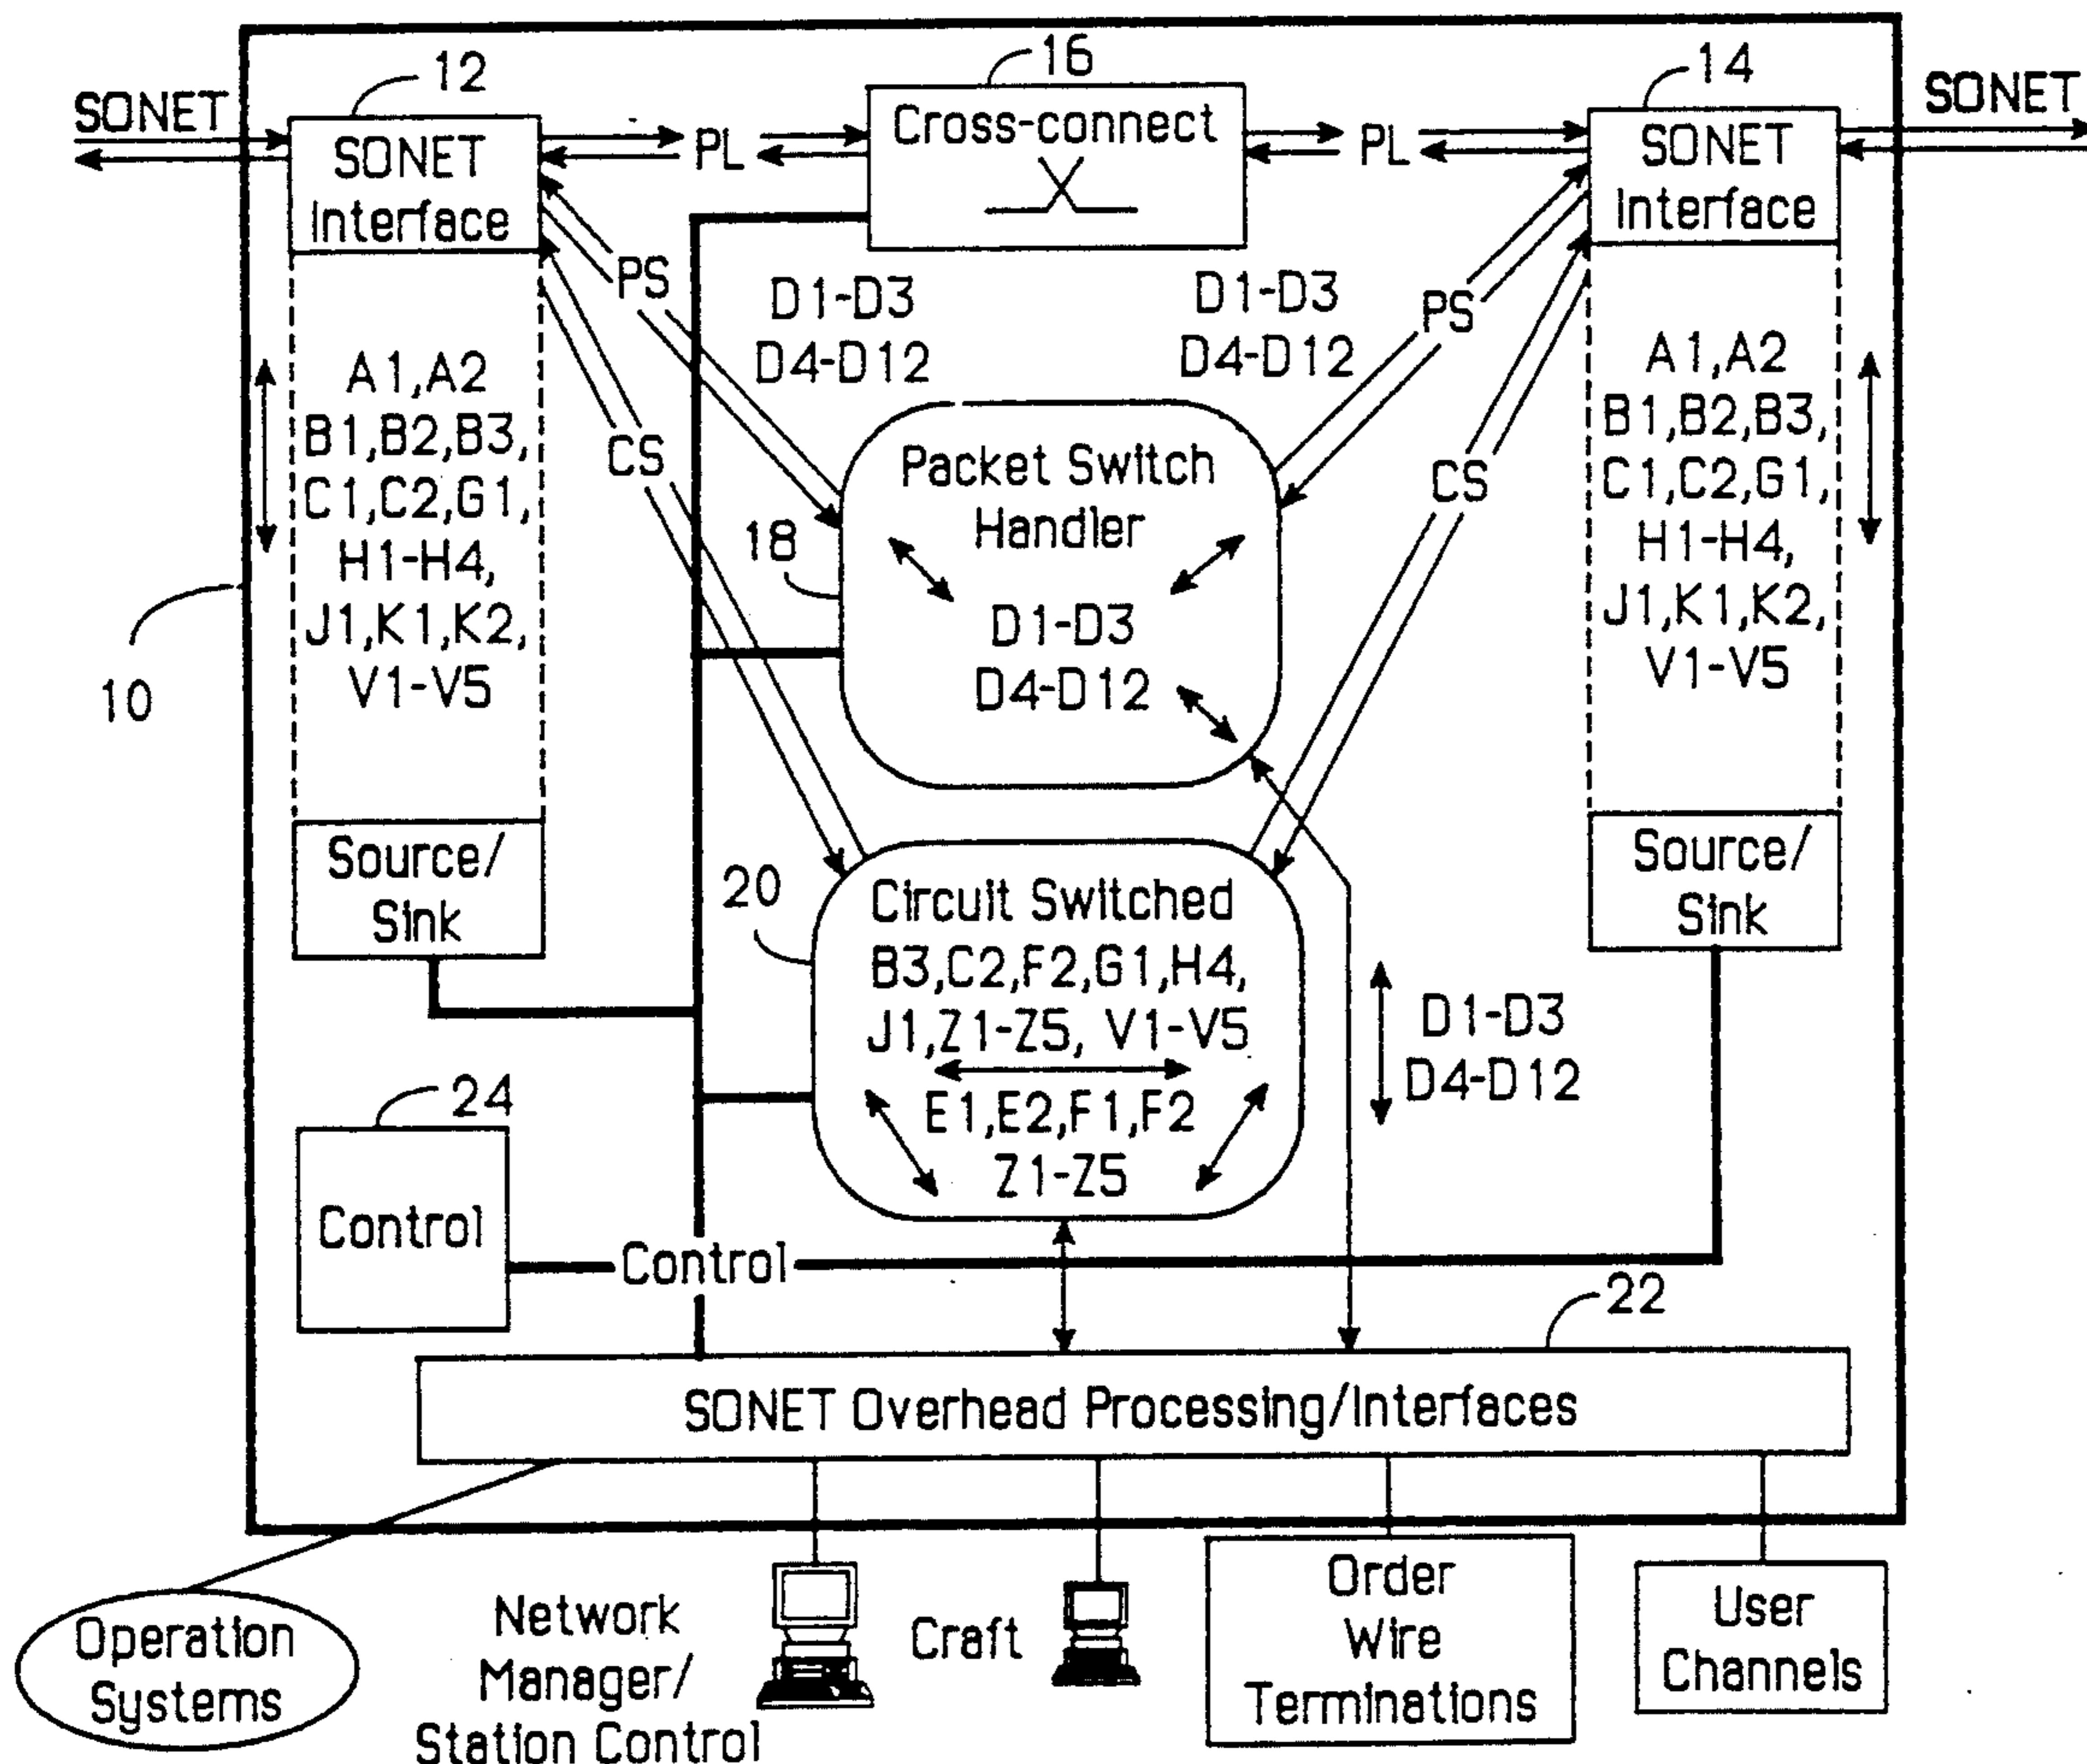 12
16
14
SONET
SONET
Interface
PL
Cross-connect
PL
SONET
Interface
SONET
PS
D1-D3
D4-D12
D1-D3
D4-D12
PS
A1,A2
B1,B2,B3,
C1,C2,G1,
H1-H4,
J1,K1,K2,
V1-V5
CS
Packet Switch
Handler
D1-D3
D4-D12
18
CS
A1,A2
B1,B2,B3,
C1,C2,G1,
H1-H4,
J1,K1,K2,
V1-V5
10
Source/
Sink
20
Circuit Switched
B3,C2,F2,G1,H4,
J1,Z1-Z5, V1-V5
E1,E2,F1,F2
Z1-Z5
D1-D3
D4-D12
Source/
Sink
24
Control
Control
22
SONET Overhead Processing/Interfaces
Operation
Systems
Network
Manager/
Station Control
Craft
Order
Wire
Terminations
User
Channels